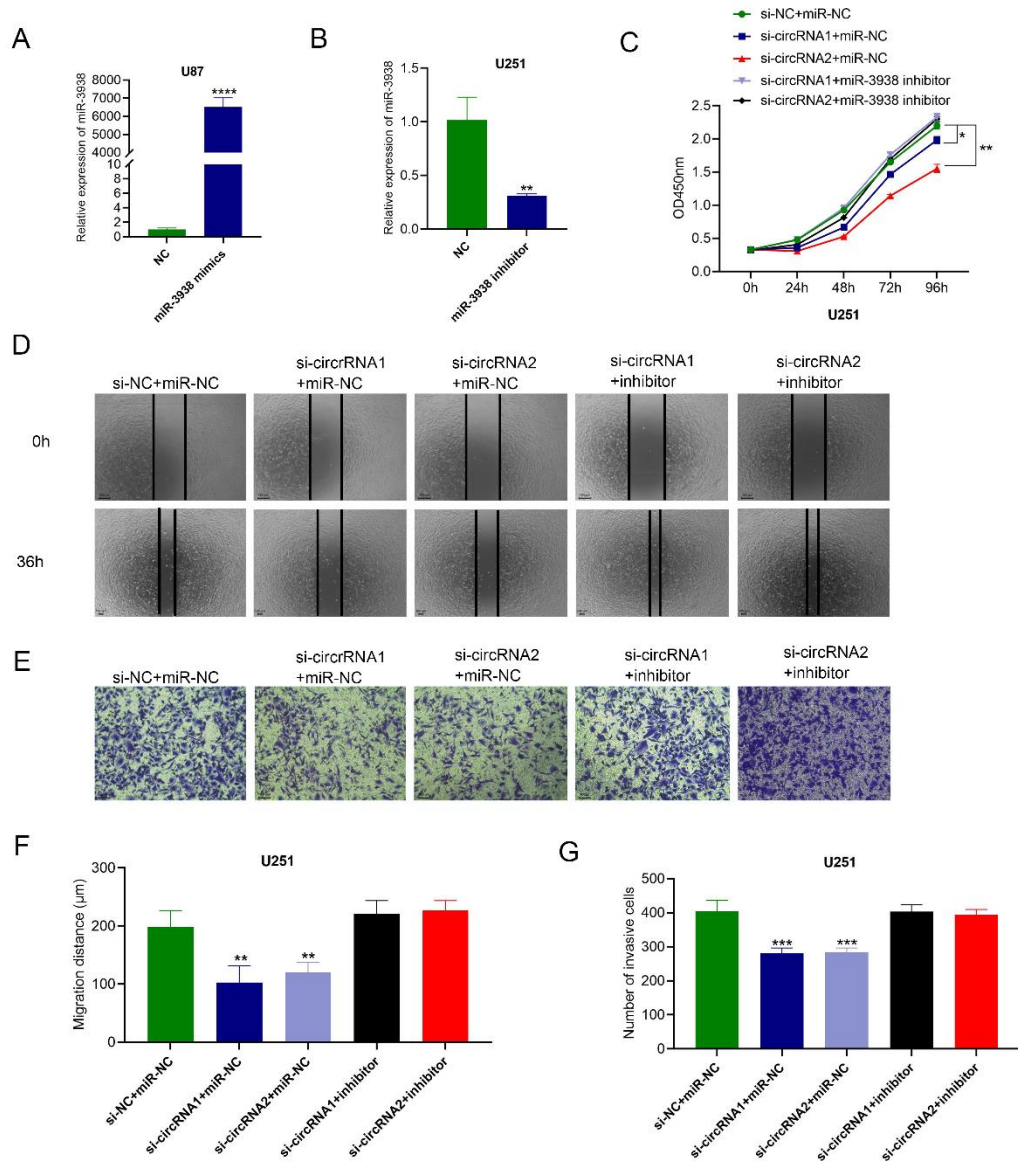 A
U87
Relative expression of miR-3938
8000
7000
6000
5000
4000
10
8
6
4
2
0
****
NC
miR-3938 mimics
B
U251
Relative expression of miR-3938
1.5
1.0
0.5
0.0
**
NC
miR-3938 inhibitor
C
si-NC+miR-NC
si-circRNA1+miR-NC
si-circRNA2+miR-NC
si-circRNA1+miR-3938 inhibitor
si-circRNA2+miR-3938 inhibitor
OD450nm
2.5
2.0
1.5
1.0
0.5
0.0
*
**
0h 24h 48h 72h 96h
U251
D
si-NC+miR-NC
si-circrRNA1
+miR-NC
si-circRNA2
+miR-NC
si-circRNA1
+inhibitor
si-circRNA2
+inhibitor
0h
36h
E
si-NC+miR-NC
si-circrRNA1
+miR-NC
si-circRNA2
+miR-NC
si-circRNA1
+inhibitor
si-circRNA2
+inhibitor
F
U251
Migration distance (μm)
300
200
100
0
** **
si-NC+miR-NC
si-circRNA1+miR-NC
si-circRNA2+miR-NC
si-circRNA1+inhibitor
si-circRNA2+inhibitor
G
U251
Number of invasive cells
500
400
300
200
100
0
*** ***
si-NC+miR-NC
si-circRNA1+miR-NC
si-circRNA2+miR-NC
si-circRNA1+inhibitor
si-circRNA2+inhibitor